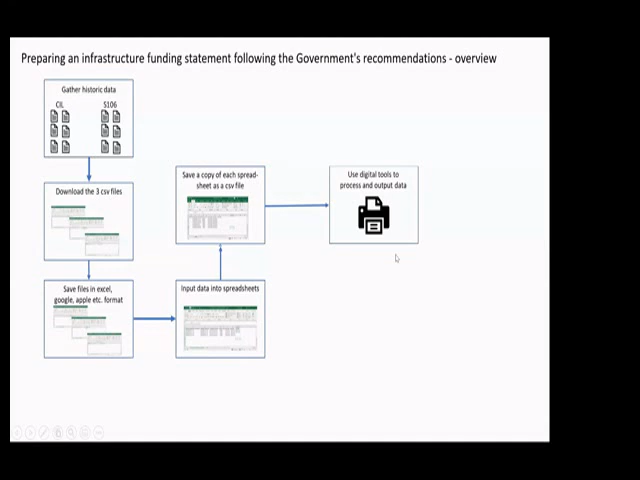 Preparing an infrastructure funding statement following the Government's recommendations - overview
Gather historic data
CIL
S106
Download the 3 csv files
Save files in excel,
google, apple etc. format
Input data into spreadsheets
Save a copy of each spread-
sheet as a csv file
Use digital tools to
process and output data